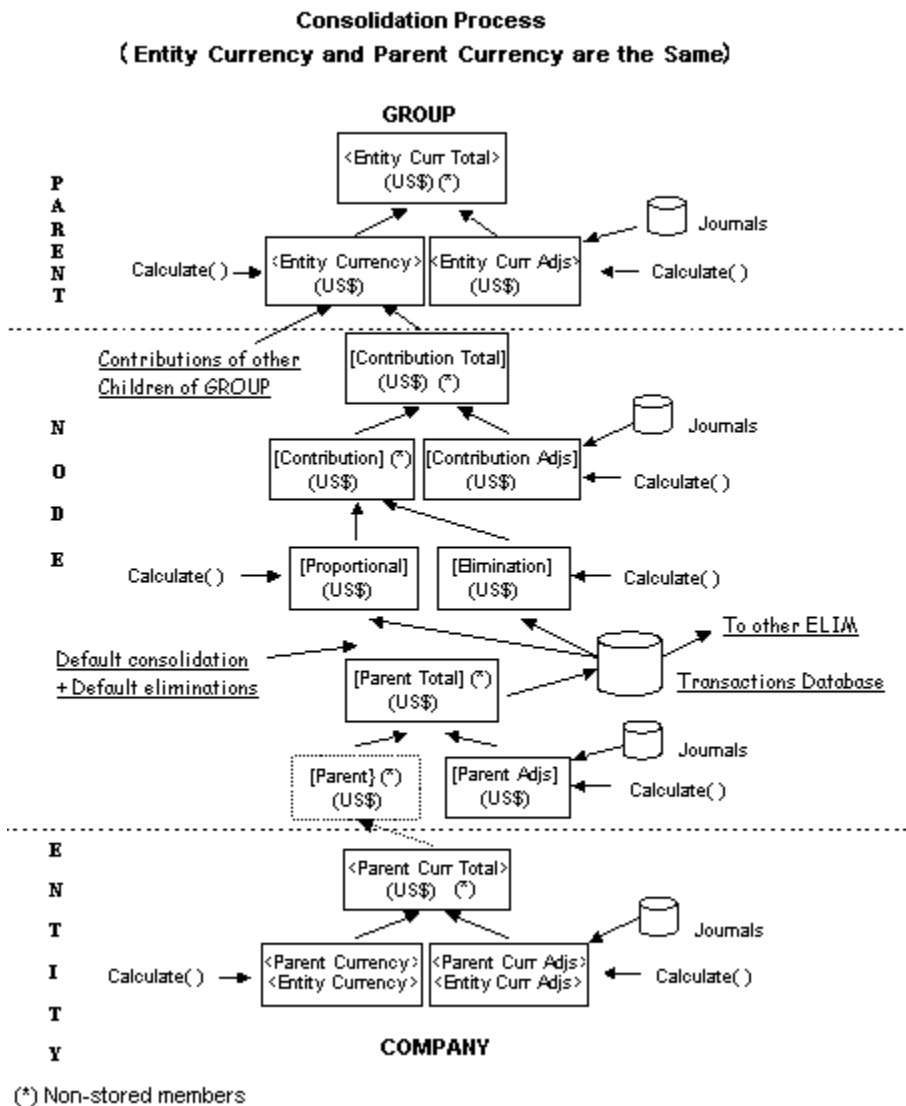 Consolidation Process
( Entity Currency and Parent Currency are the Same)
GROUP
<Entity Curr Total>
(US$) (*)
P
A
R
E
N
T
Journals
Calculate( )
<Entity Currency>
(US$)
<Entity Curr Adjs>
(US$)
Calculate( )
Contributions of other
Children of GROUP
[Contribution Total]
(US$) (*)
N
O
D
E
Journals
[Contribution] (*)
(US$)
[Contribution Adjs]
(US$)
Calculate( )
Calculate( )
[Proportional]
(US$)
[Elimination]
(US$)
Calculate( )
To other ELIM
Default consolidation
+ Default eliminations
[Parent Total] (*)
(US$)
Transactions Database
Journals
[Parent} (*)
(US$)
[Parent Adjs]
(US$)
Calculate( )
E
N
T
I
T
Y
<Parent Curr Total>
(US$) (*)
Journals
Calculate( )
<Parent Currency>
<Entity Currency>
<Parent Curr Adjs>
<Entity Curr Adjs>
Calculate( )
COMPANY
(*) Non-stored members